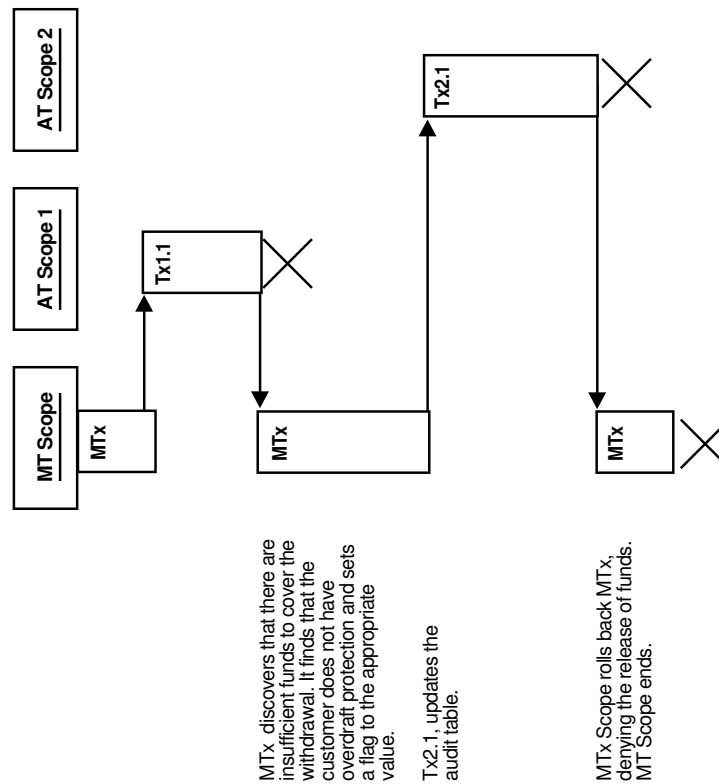 MT Scope
AT Scope 1
AT Scope 2
MTx
Tx1.1
MTx discovers that there are
insufficient funds to cover the
withdrawal. It finds that the
customer does not have
overdraft protection and sets
a flag to the appropriate
value.
MTx
Tx2.1, updates the
audit table.
Tx2.1
MTx Scope rolls back MTx,
denying the release of funds.
MT Scope ends.
MTx